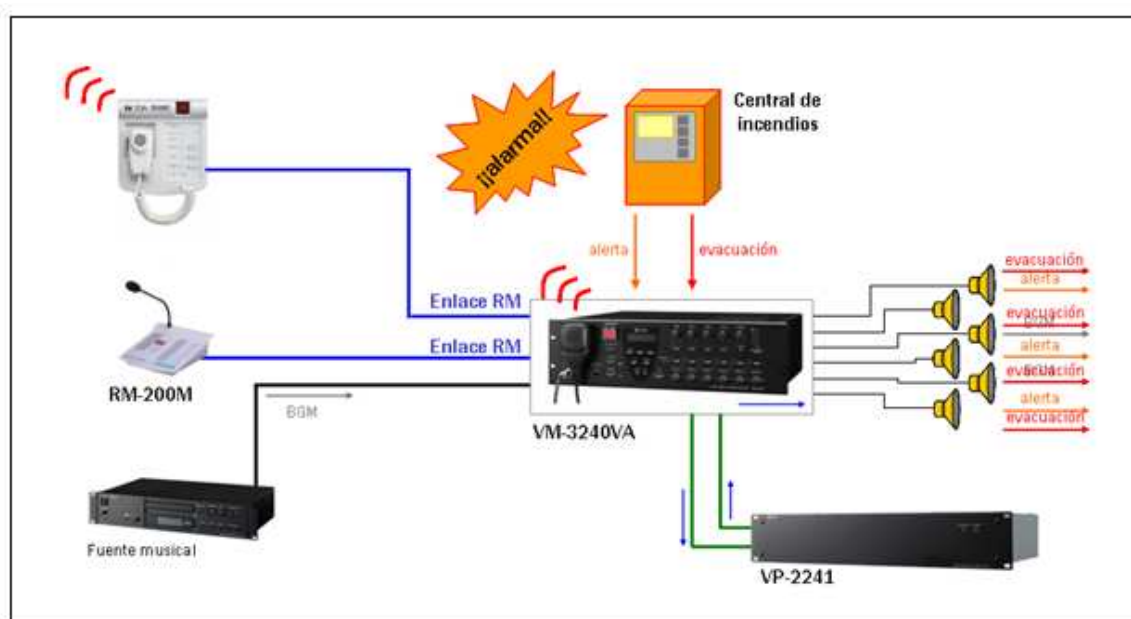 ¡¡alarma!!
Central de
incendios
alerta
evacuación
evacuación
alerta
Enlace RM
evacuación
BGM
alerta
Enlace RM
evacuación
RM-200M
BGM
alerta
evacuación
VM-3240VA
Fuente musical
VP-2241